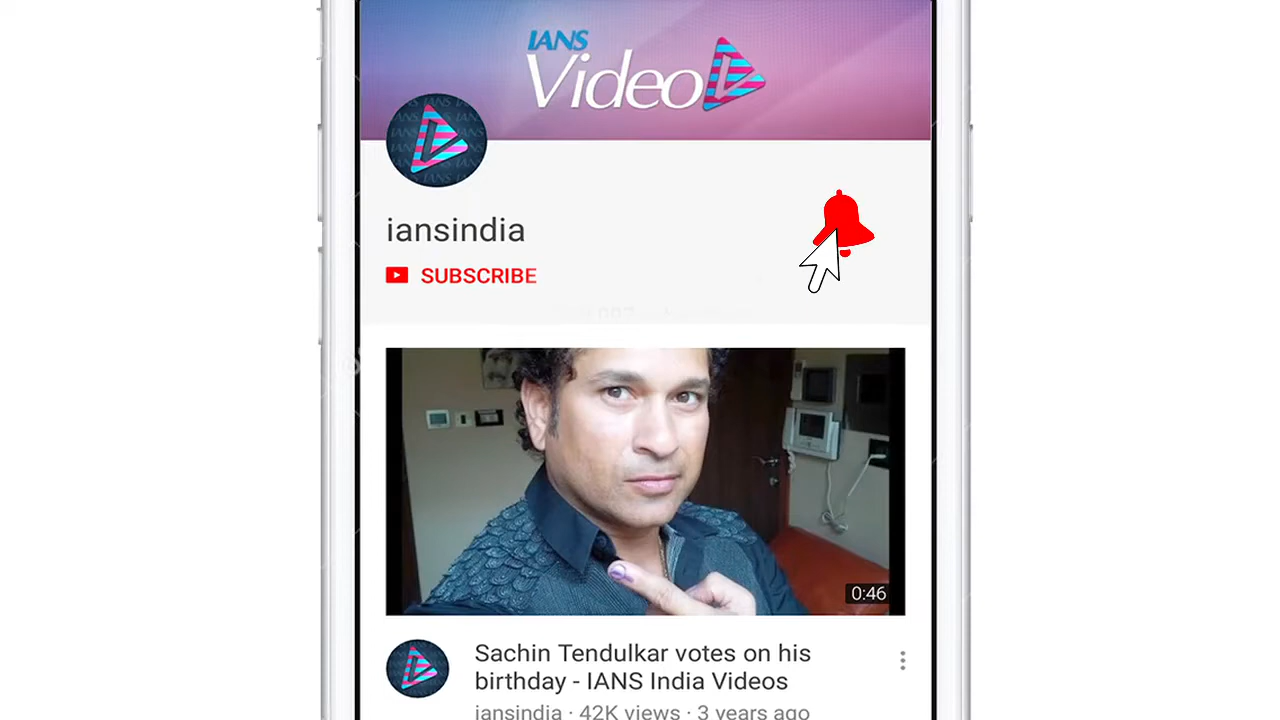 IANS
Video
iansindia
SUBSCRIBE
0:46
Sachin Tendulkar votes on his
birthday - IANS India Videos
iansindia · 42K views · 3 years ago